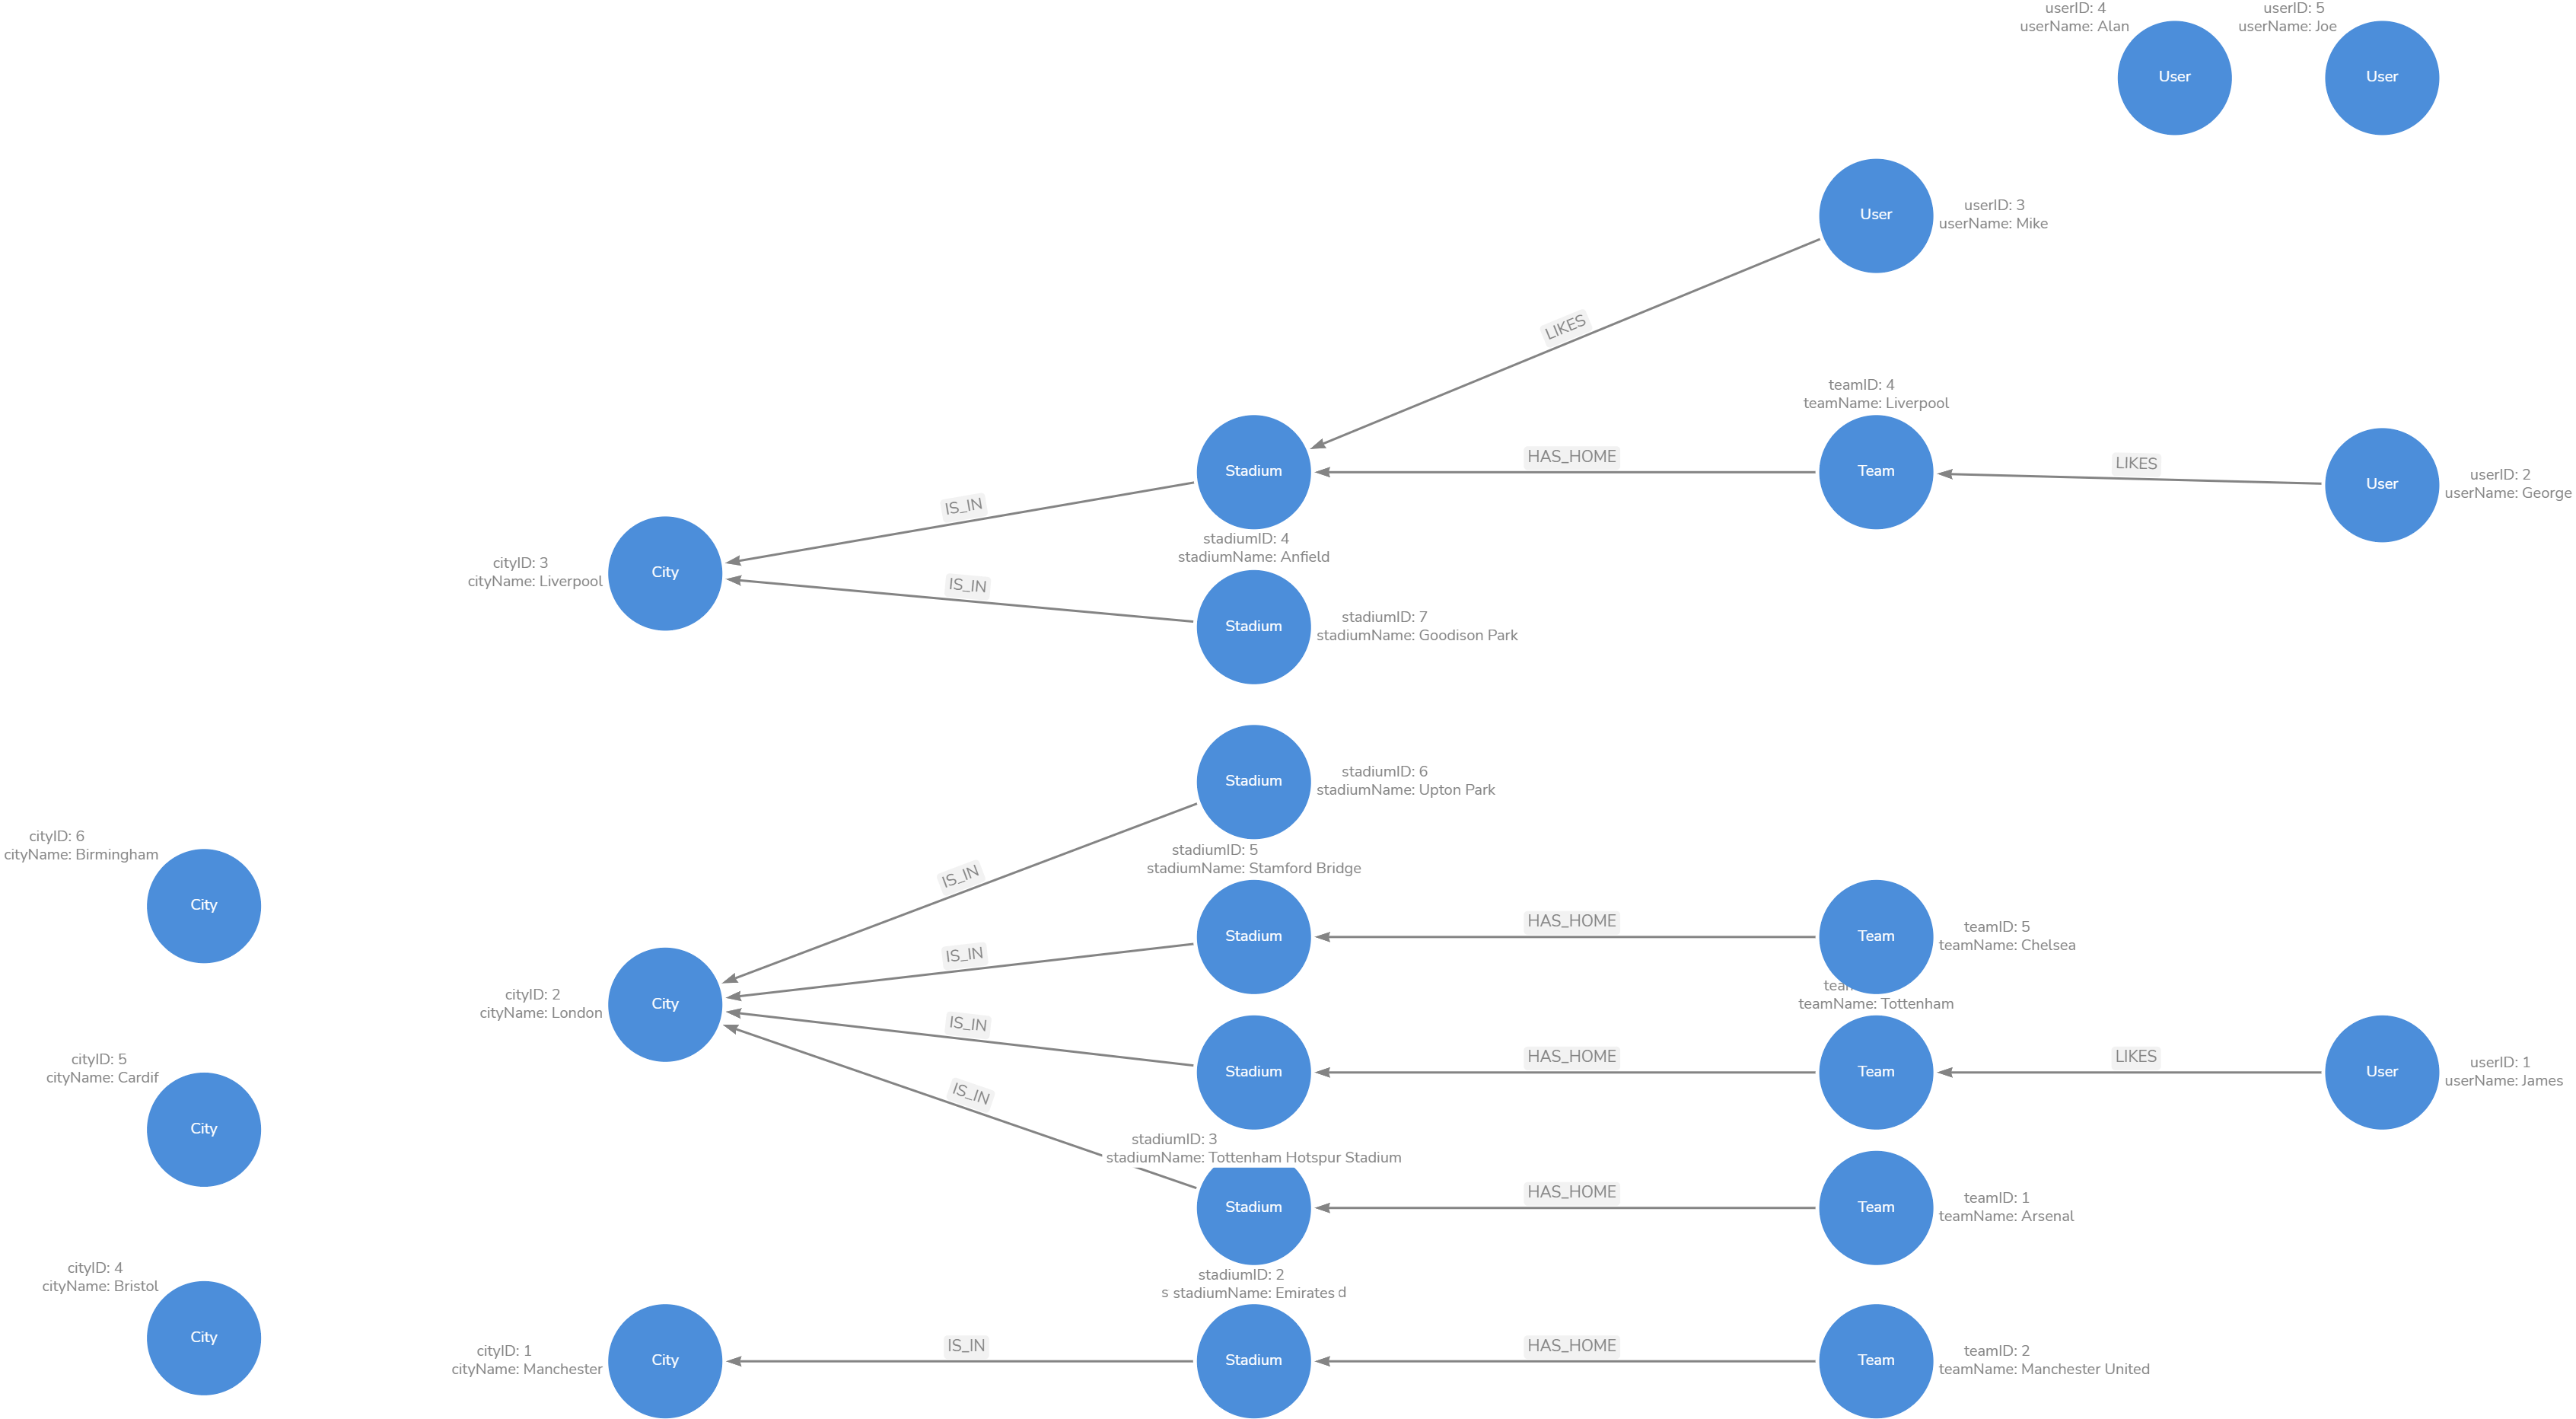 userID: 4
userName: Alan
userID: 5
userName: Joe
User
User
User
userID: 3
userName: Mike
LIKES
teamID: 4
teamName: Liverpool
Stadium
HAS_HOME
Team
LIKES
User
userID: 2
userName: George
IS_IN
stadiumID: 4
stadiumName: Anfield
cityID: 3
cityName: Liverpool
City
IS_IN
Stadium
stadiumID: 7
stadiumName: Goodison Park
Stadium
stadiumID: 6
stadiumName: Upton Park
cityID: 6
cityName: Birmingham
City
IS_IN
stadiumID: 5
stadiumName: Stamford Bridge
Stadium
HAS_HOME
Team
teamID: 5
teamName: Chelsea
IS_IN
cityID: 2
cityName: London
City
teamName: Tottenham
IS_IN
Stadium
HAS_HOME
Team
LIKES
User
userID: 1
userName: James
cityID: 5
cityName: Cardif
City
IS_IN
stadiumID: 3
stadiumName: Tottenham Hotspur Stadium
Stadium
HAS_HOME
Team
teamID: 1
teamName: Arsenal
cityID: 4
cityName: Bristol
City
stadiumID: 2
stadiumName: Emirates
cityID: 1
cityName: Manchester
City
IS_IN
Stadium
HAS_HOME
Team
teamID: 2
teamName: Manchester United